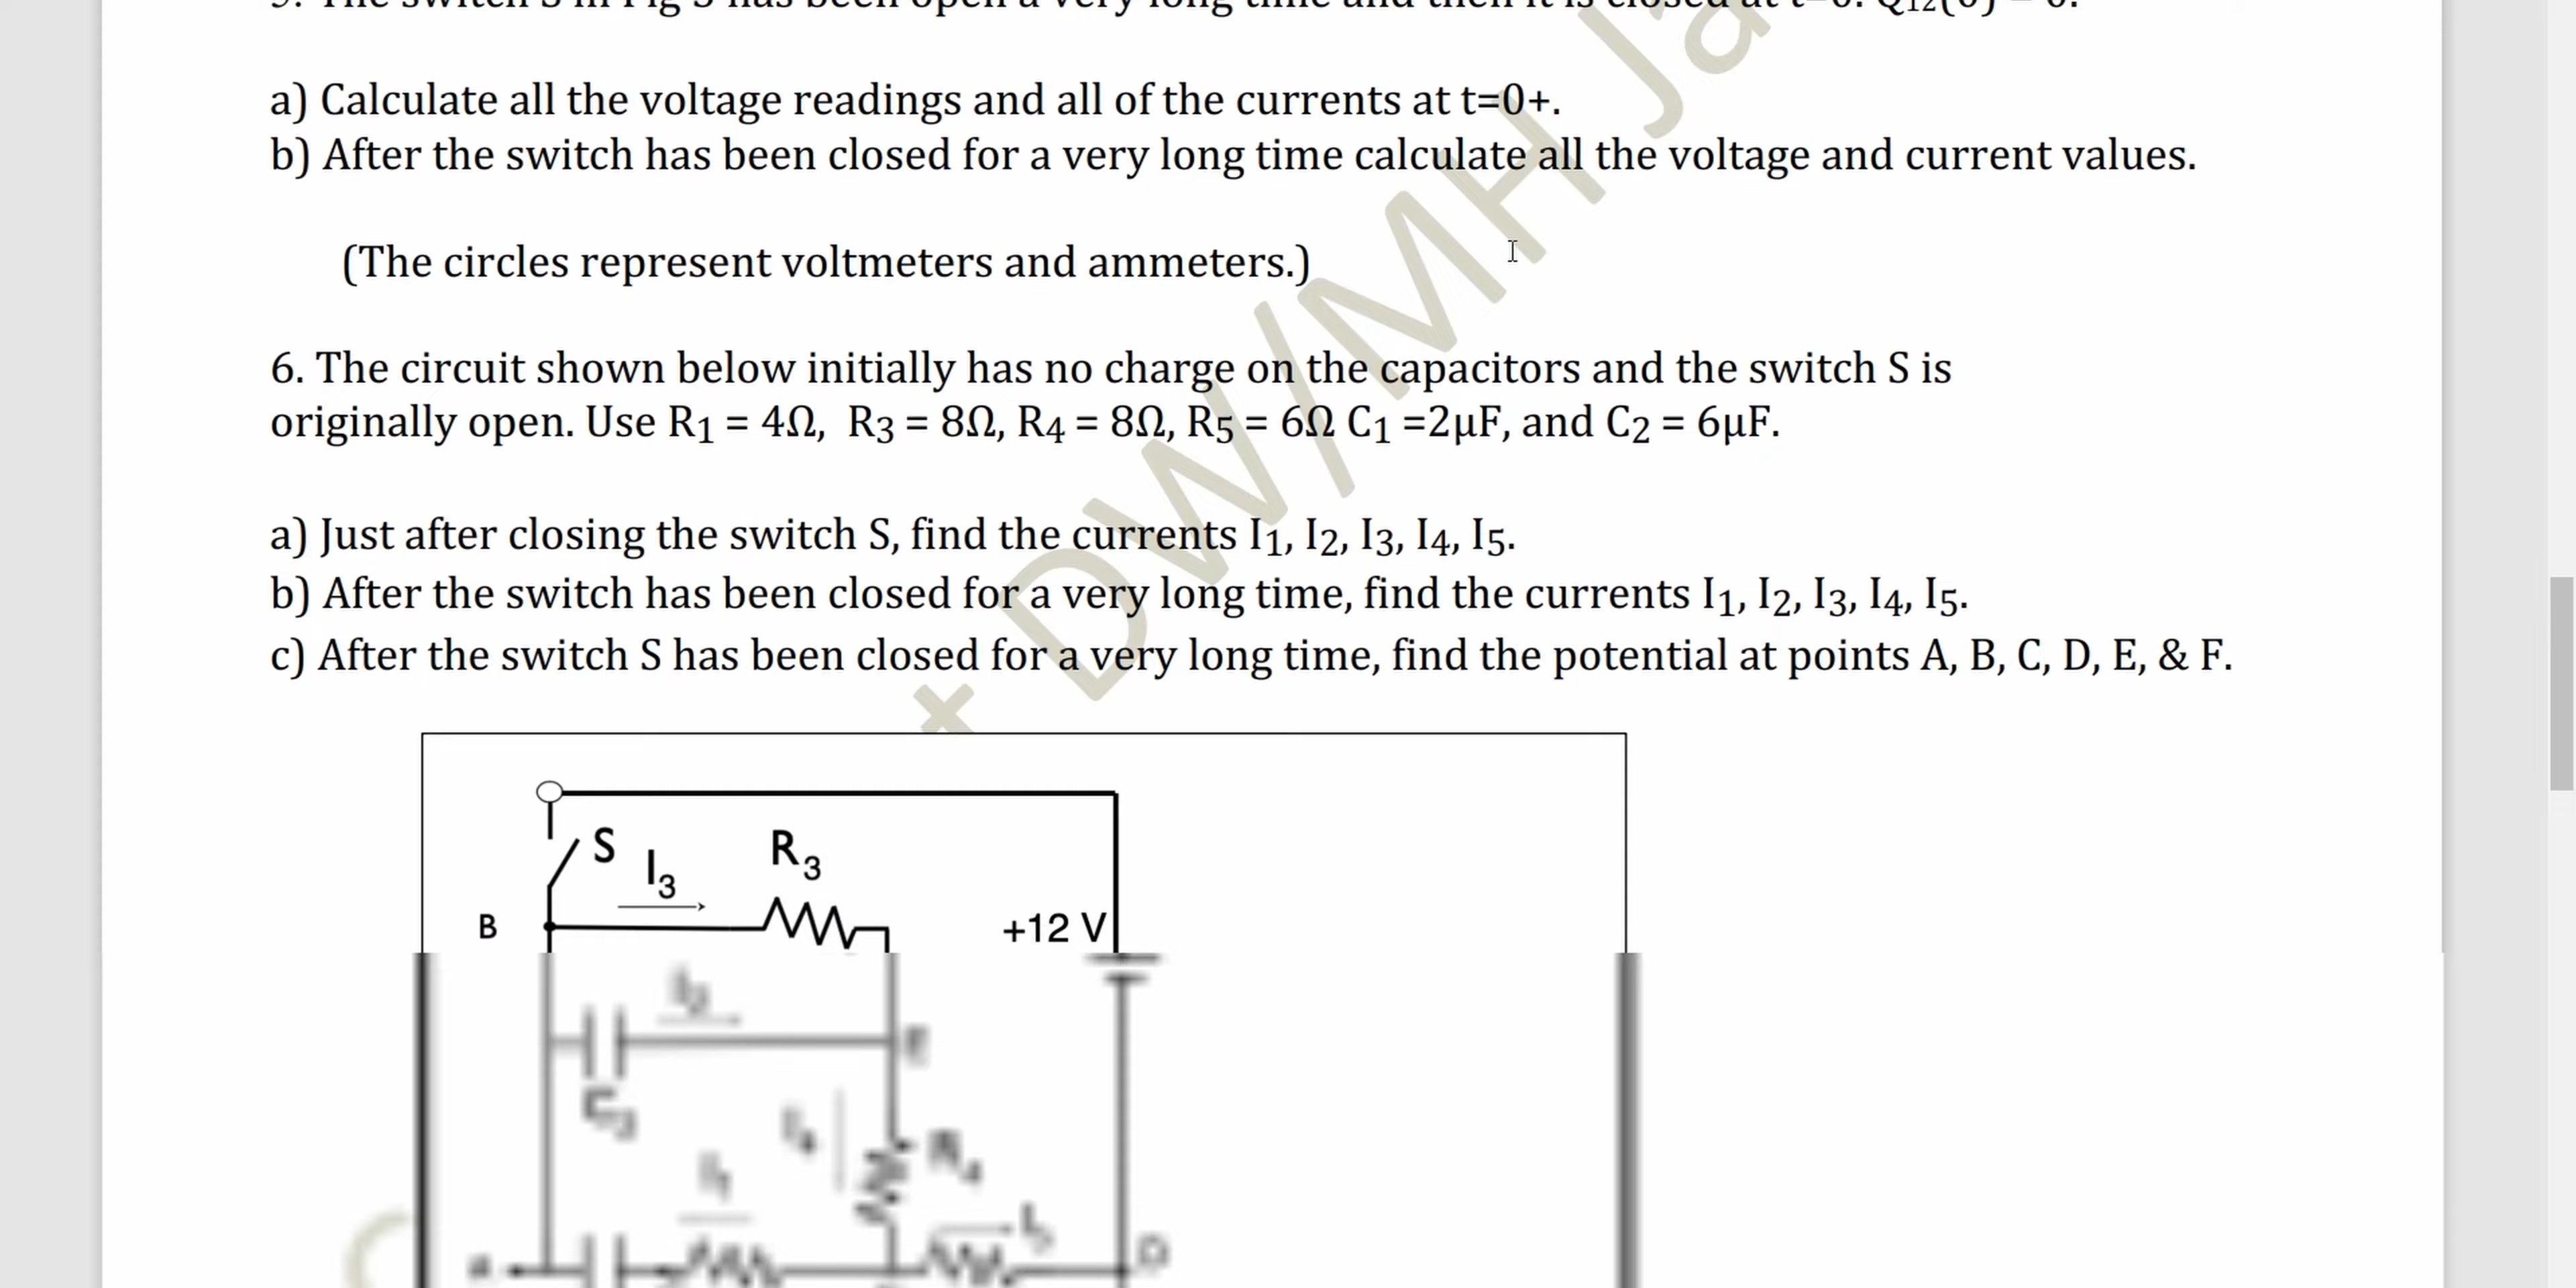 a) Calculate all the voltage readings and all of the currents at t=0+.
b) After the switch has been closed for a very long time calculate all the voltage and current values.
(The circles represent voltmeters and ammeters.)
6. The circuit shown below initially has no charge on the capacitors and the switch S is
originally open. Use R1 = 4Ω, R3 = 8Ω, R4 = 8Ω, R5 = 6Ω C1 =2μF, and C2 = 6μF.
a) Just after closing the switch S, find the currents I1, I2, I3, I4, I5.
b) After the switch has been closed for a very long time, find the currents I1, I2, I3, I4, I5.
c) After the switch S has been closed for a very long time, find the potential at points A, B, C, D, E, & F.
t DW/MH Ja
S
I3
R3
B
+12 V
E
R4
D